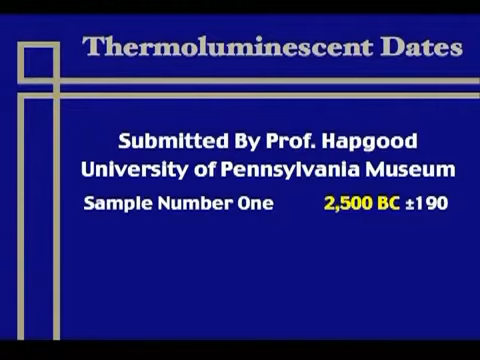 Thermoluminescent Dates
Submitted By Prof. Hapgood
University of Pennsylvania Museum
Sample Number One 2,500 BC ±190